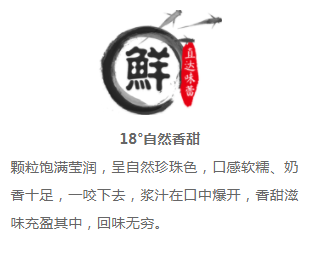 鮮
直达味蕾
18°自然香甜
颗粒饱满莹润，呈自然珍珠色，口感软糯、奶
香十足，一咬下去，浆汁在口中爆开，香甜滋
味充盈其中，回味无穷。